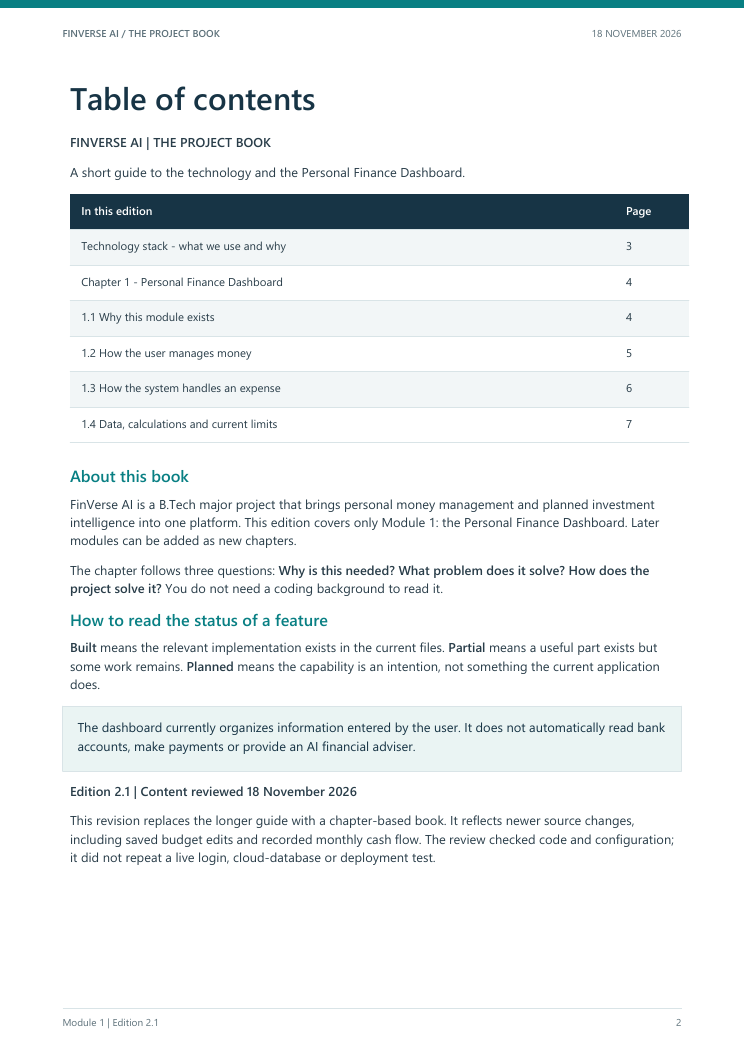 FINVERSE AI / THE PROJECT BOOK
18 NOVEMBER 2026
Table of contents
FINVERSE AI | THE PROJECT BOOK
A short guide to the technology and the Personal Finance Dashboard.
In this edition Page
Technology stack - what we use and why 3
Chapter 1 - Personal Finance Dashboard 4
1.1 Why this module exists 4
1.2 How the user manages money 5
1.3 How the system handles an expense 6
1.4 Data, calculations and current limits 7
About this book
FinVerse AI is a B.Tech major project that brings personal money management and planned investment
intelligence into one platform. This edition covers only Module 1: the Personal Finance Dashboard. Later
modules can be added as new chapters.
The chapter follows three questions: Why is this needed? What problem does it solve? How does the
project solve it? You do not need a coding background to read it.
How to read the status of a feature
Built means the relevant implementation exists in the current files. Partial means a useful part exists but
some work remains. Planned means the capability is an intention, not something the current application
does.
The dashboard currently organizes information entered by the user. It does not automatically read bank
accounts, make payments or provide an AI financial adviser.
Edition 2.1 | Content reviewed 18 November 2026
This revision replaces the longer guide with a chapter-based book. It reflects newer source changes,
including saved budget edits and recorded monthly cash flow. The review checked code and configuration;
it did not repeat a live login, cloud-database or deployment test.
Module 1 | Edition 2.1
2